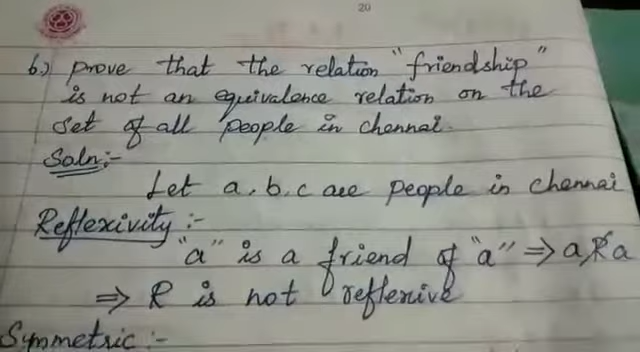 20
6.) prove that the relation "friendship"
is not an equivalence relation on the
set of all people in chennai.
Soln:-
Let a, b, c are people in chennai
Reflexivity :-
"a" is a friend of "a" ⇒ a R̸ a
⇒ R is not reflexive
Symmetric :-